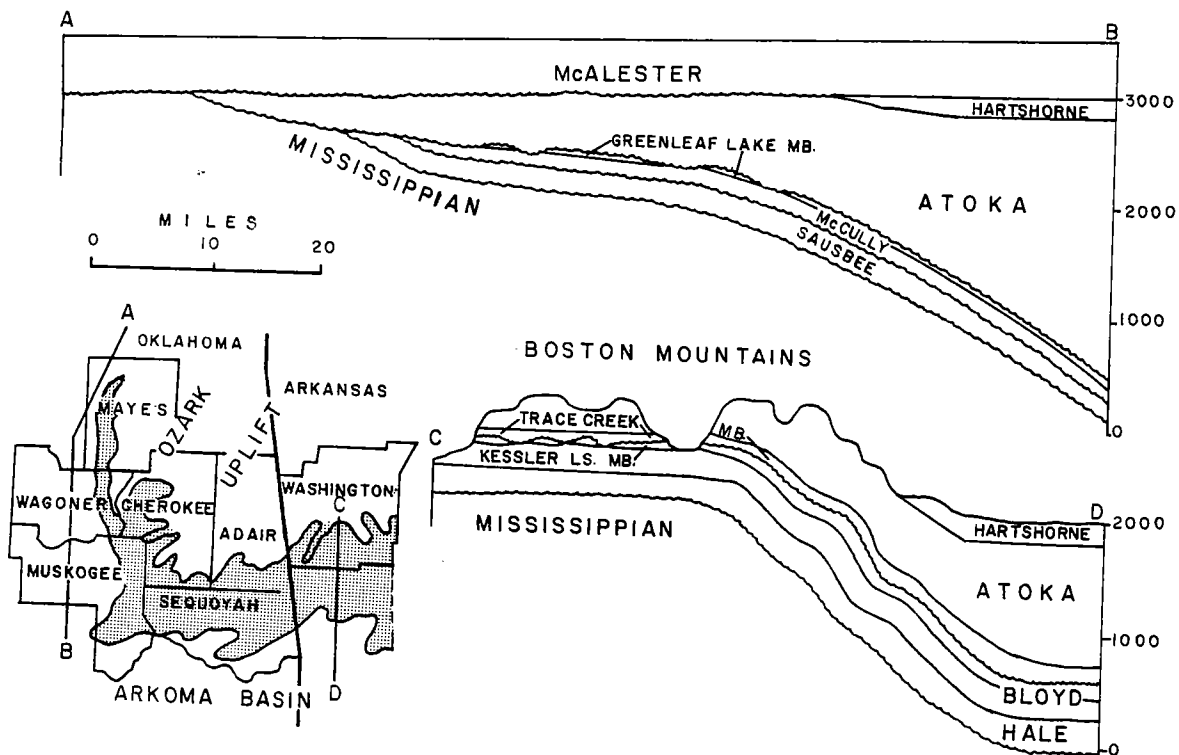 A
B
McALESTER
HARTSHORNE
3000
GREENLEAF LAKE MB.
MISSISSIPPIAN
ATOKA
McCULLY
SAUSBEE
2000
1000
0
MILES
0 10 20
BOSTON MOUNTAINS
A
OKLAHOMA
ARKANSAS
MAYES
OZARK
UPLIFT
WAGONER
CHEROKEE
WASHINGTON
C
ADAIR
MUSKOGEE
SEQUOYAH
B
D
ARKOMA BASIN
C
TRACE CREEK
MB.
KESSLER LS. MB.
MISSISSIPPIAN
D
2000
HARTSHORNE
ATOKA
1000
BLOYD
HALE
0